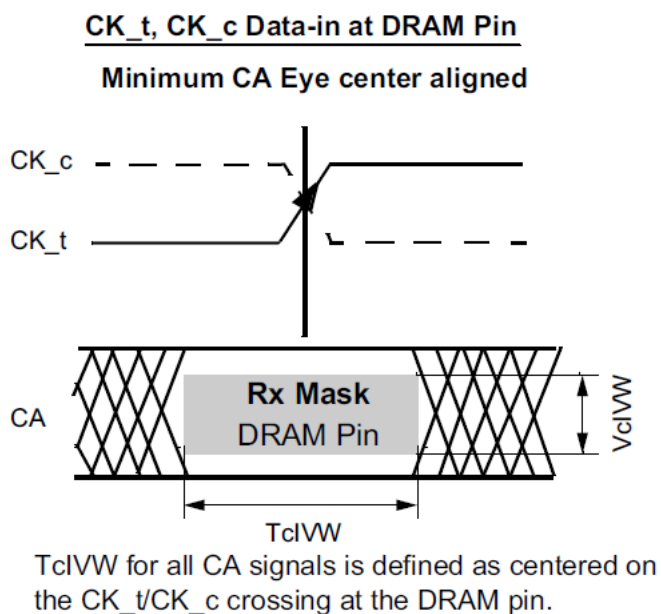 CK_t, CK_c Data-in at DRAM Pin
Minimum CA Eye center aligned
CK_c
CK_t
CA
Rx Mask
DRAM Pin
VcIVW
TcIVW
TcIVW for all CA signals is defined as centered on
the CK_t/CK_c crossing at the DRAM pin.